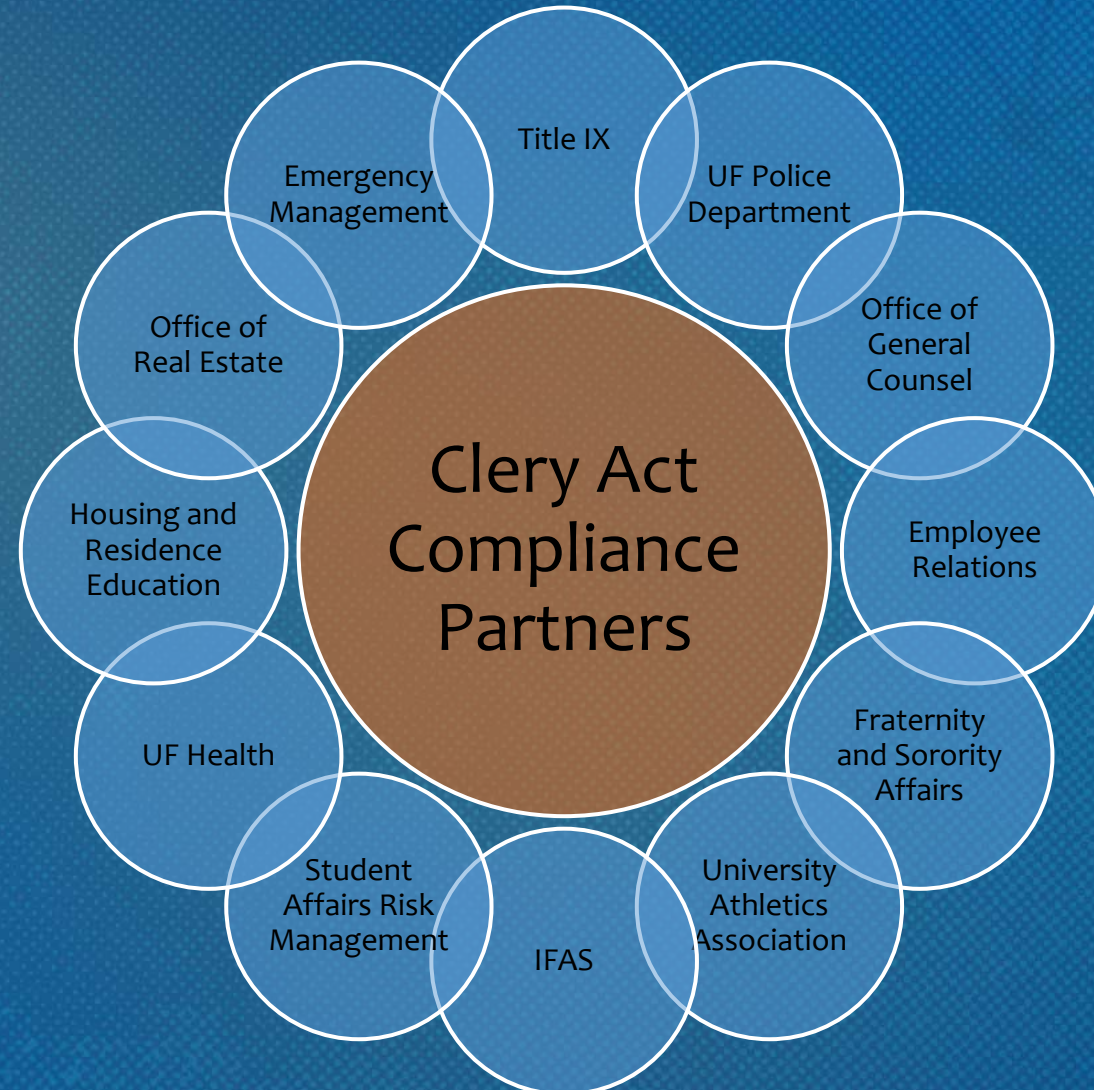 Title IX
UF Police
Department
Office of
General
Counsel
Employee
Relations
Fraternity
and Sorority
Affairs
University
Athletics
Association
IFAS
Student
Affairs Risk
Management
UF Health
Housing and
Residence
Education
Office of
Real Estate
Emergency
Management
Clery Act
Compliance
Partners